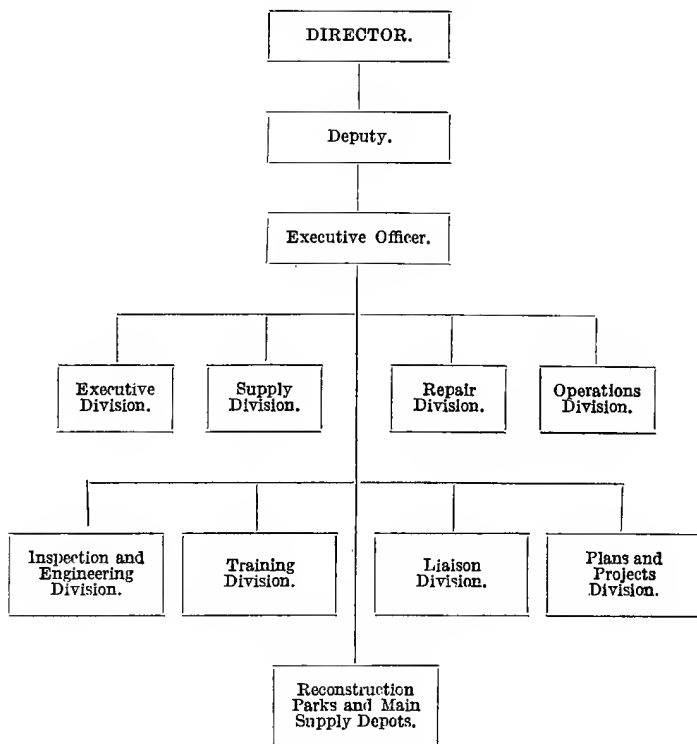 DIRECTOR.
Deputy.
Executive Officer.
Executive
Division.
Supply
Division.
Repair
Division.
Operations
Division.
Inspection and
Engineering
Division.
Training
Division.
Liaison
Division.
Plans and
Projects
Division.
Reconstruction
Parks and Main
Supply Depots.